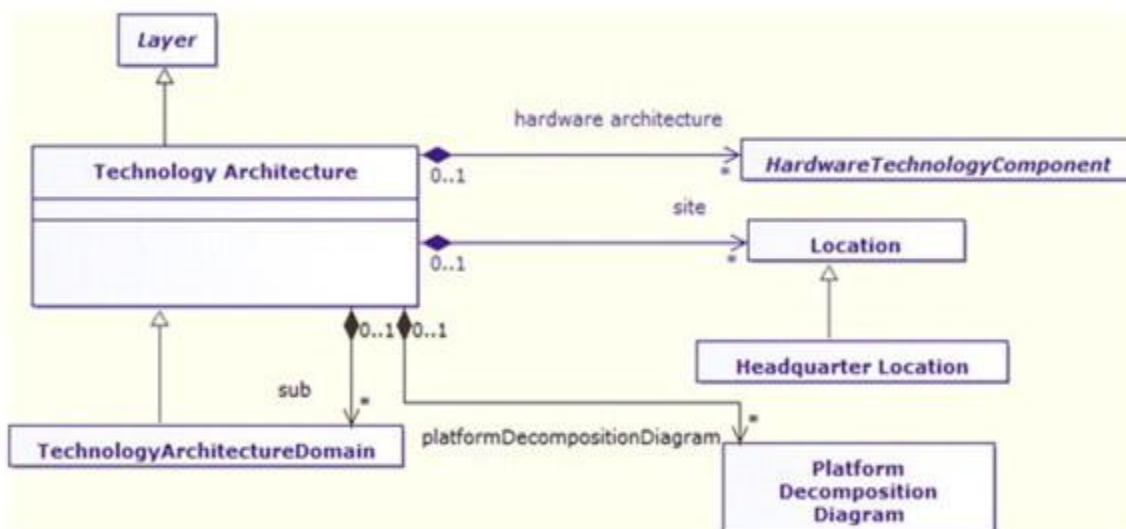 Layer
hardware architecture
Technology Architecture
0..1
*
HardwareTechnologyComponent
site
0..1
*
Location
0..1
0..1
Headquarter Location
sub
*
*
TechnologyArchitectureDomain
platformDecompositionDiagram
Platform
Decomposition
Diagram